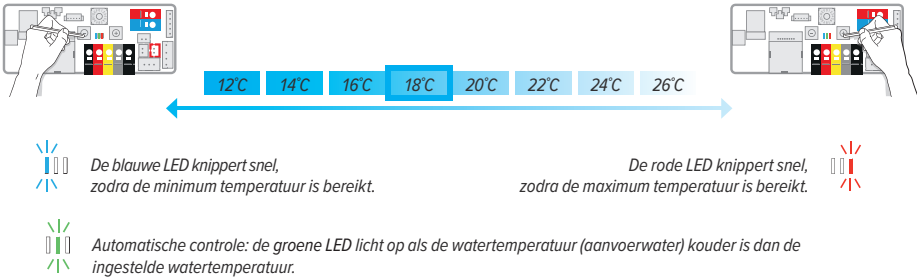 12°C 14°C 16°C 18°C 20°C 22°C 24°C 26°C
De blauwe LED knippert snel,
zodra de minimum temperatuur is bereikt.
De rode LED knippert snel,
zodra de maximum temperatuur is bereikt.
Automatische controle: de groene LED licht op als de watertemperatuur (aanvoerwater) kouder is dan de
ingestelde watertemperatuur.